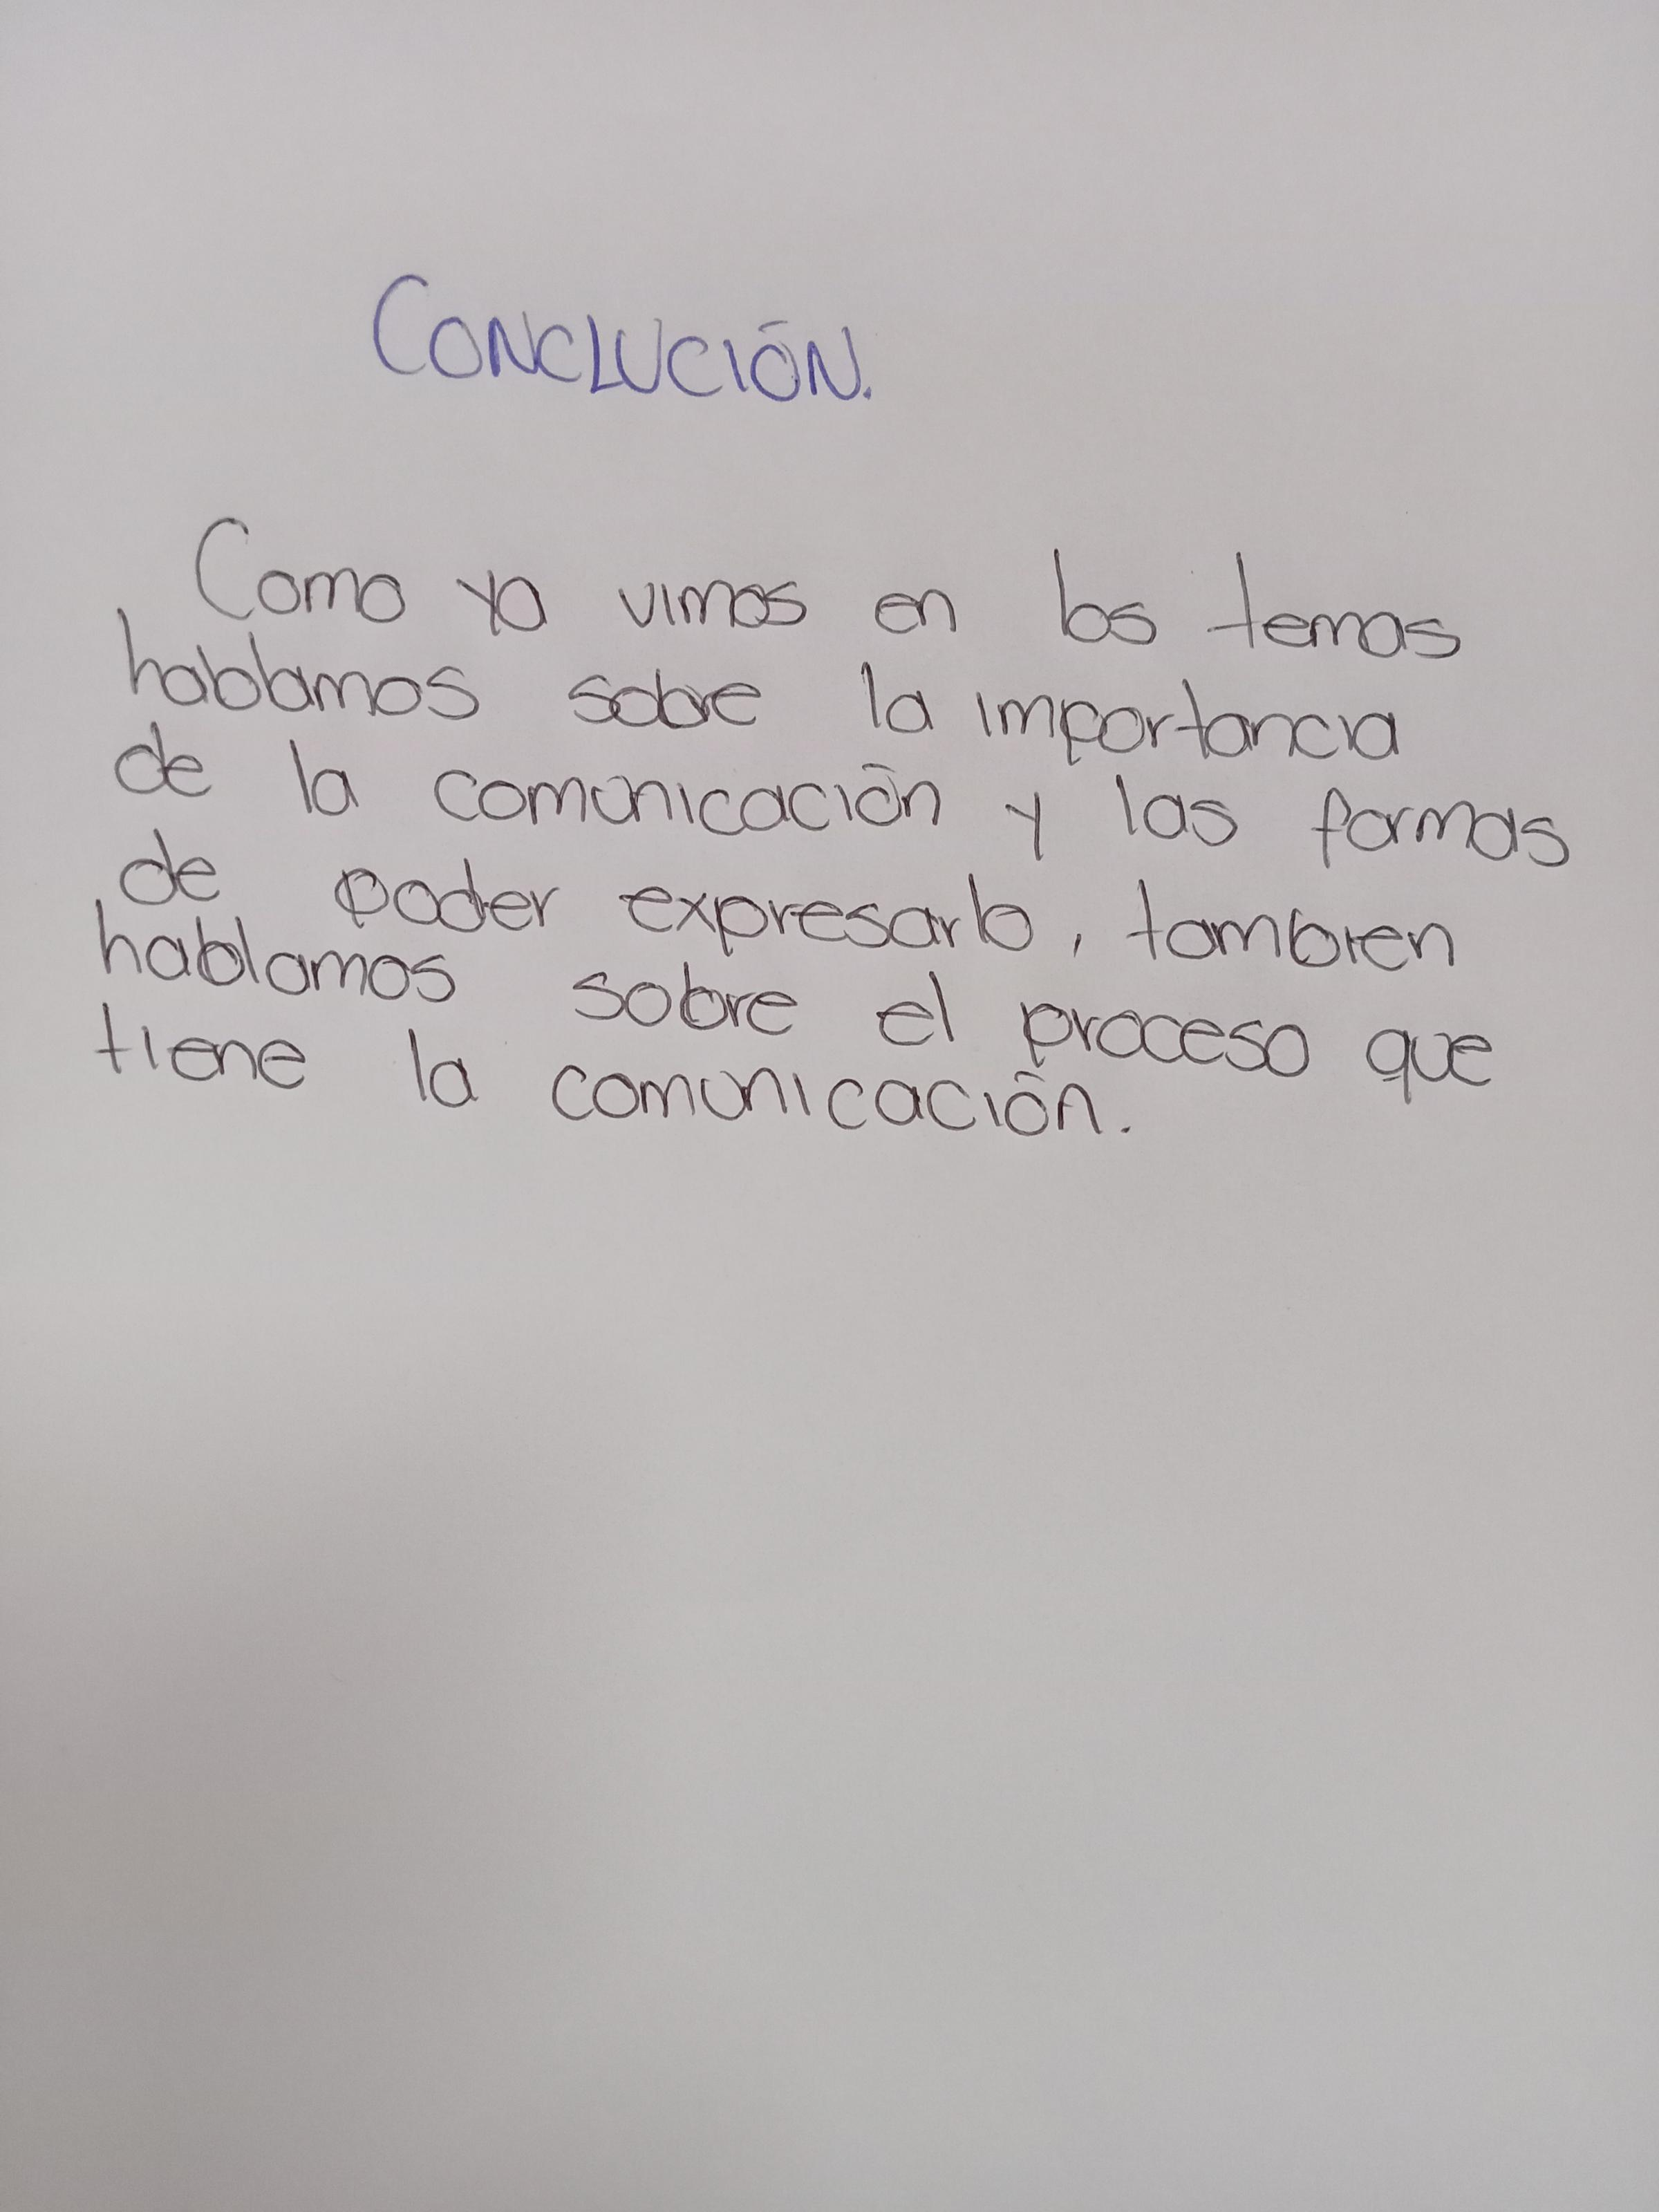 CONCLUCIÓN.
Como ya vimos en los temas
hablamos sobre la importancia
de la comunicación y las formas
de poder expresarlo, tambien
hablamos sobre el proceso que
tiene la comunicación.